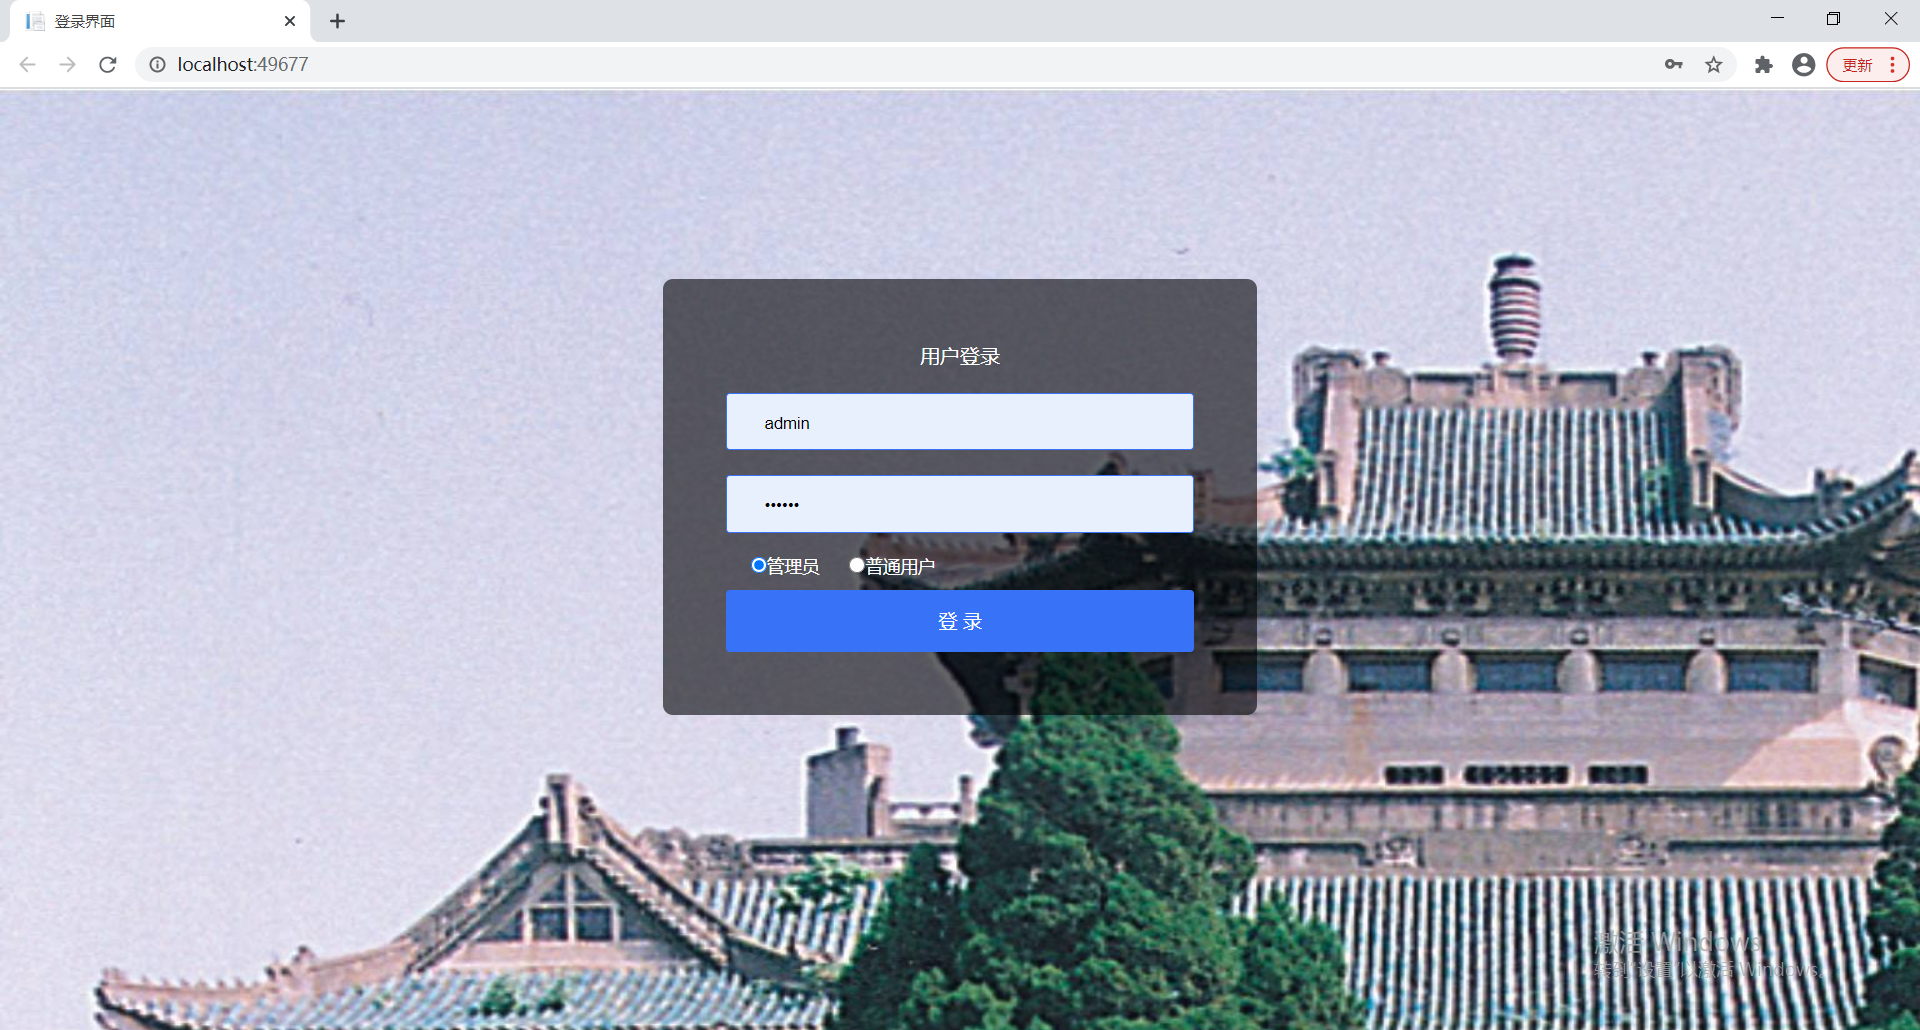 登录界面
localhost:49677
更新
用户登录
admin
••••••
管理员 普通用户
登 录
激活 Windows
转到“设置”以激活 Windows。